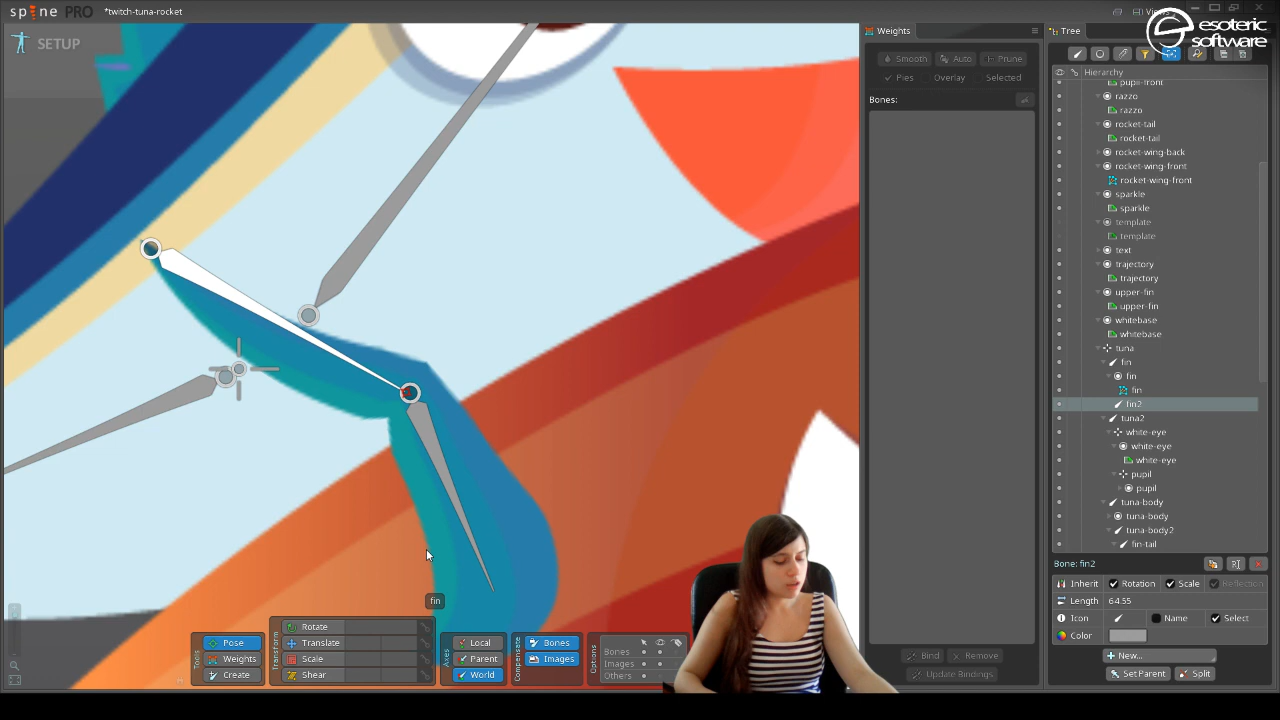 spine PRO
*twitch-tuna-rocket
Views
esoteric
software
SETUP
Weights
Smooth
Auto
Prune
Pies
Overlay
Selected
Bones:
Bind
Remove
Update Bindings
Tree
Hierarchy
pupil-front
razzo
razzo
rocket-tail
rocket-tail
rocket-wing-back
rocket-wing-front
rocket-wing-front
sparkle
sparkle
template
template
text
trajectory
trajectory
upper-fin
upper-fin
whitebase
whitebase
tuna
fin
fin
fin
fin2
tuna2
white-eye
white-eye
white-eye
pupil
pupil
tuna-body
tuna-body
tuna-body2
fin-tail
Bone: fin2
Inherit
Rotation
Scale
Reflection
Length
64.55
Icon
Name
Select
Color
New...
Set Parent
Split
fin
Tools
Pose
Weights
Create
Transform
Rotate
Translate
Scale
Shear
Axes
Local
Parent
World
Compensate
Bones
Images
Options
Bones
Images
Others